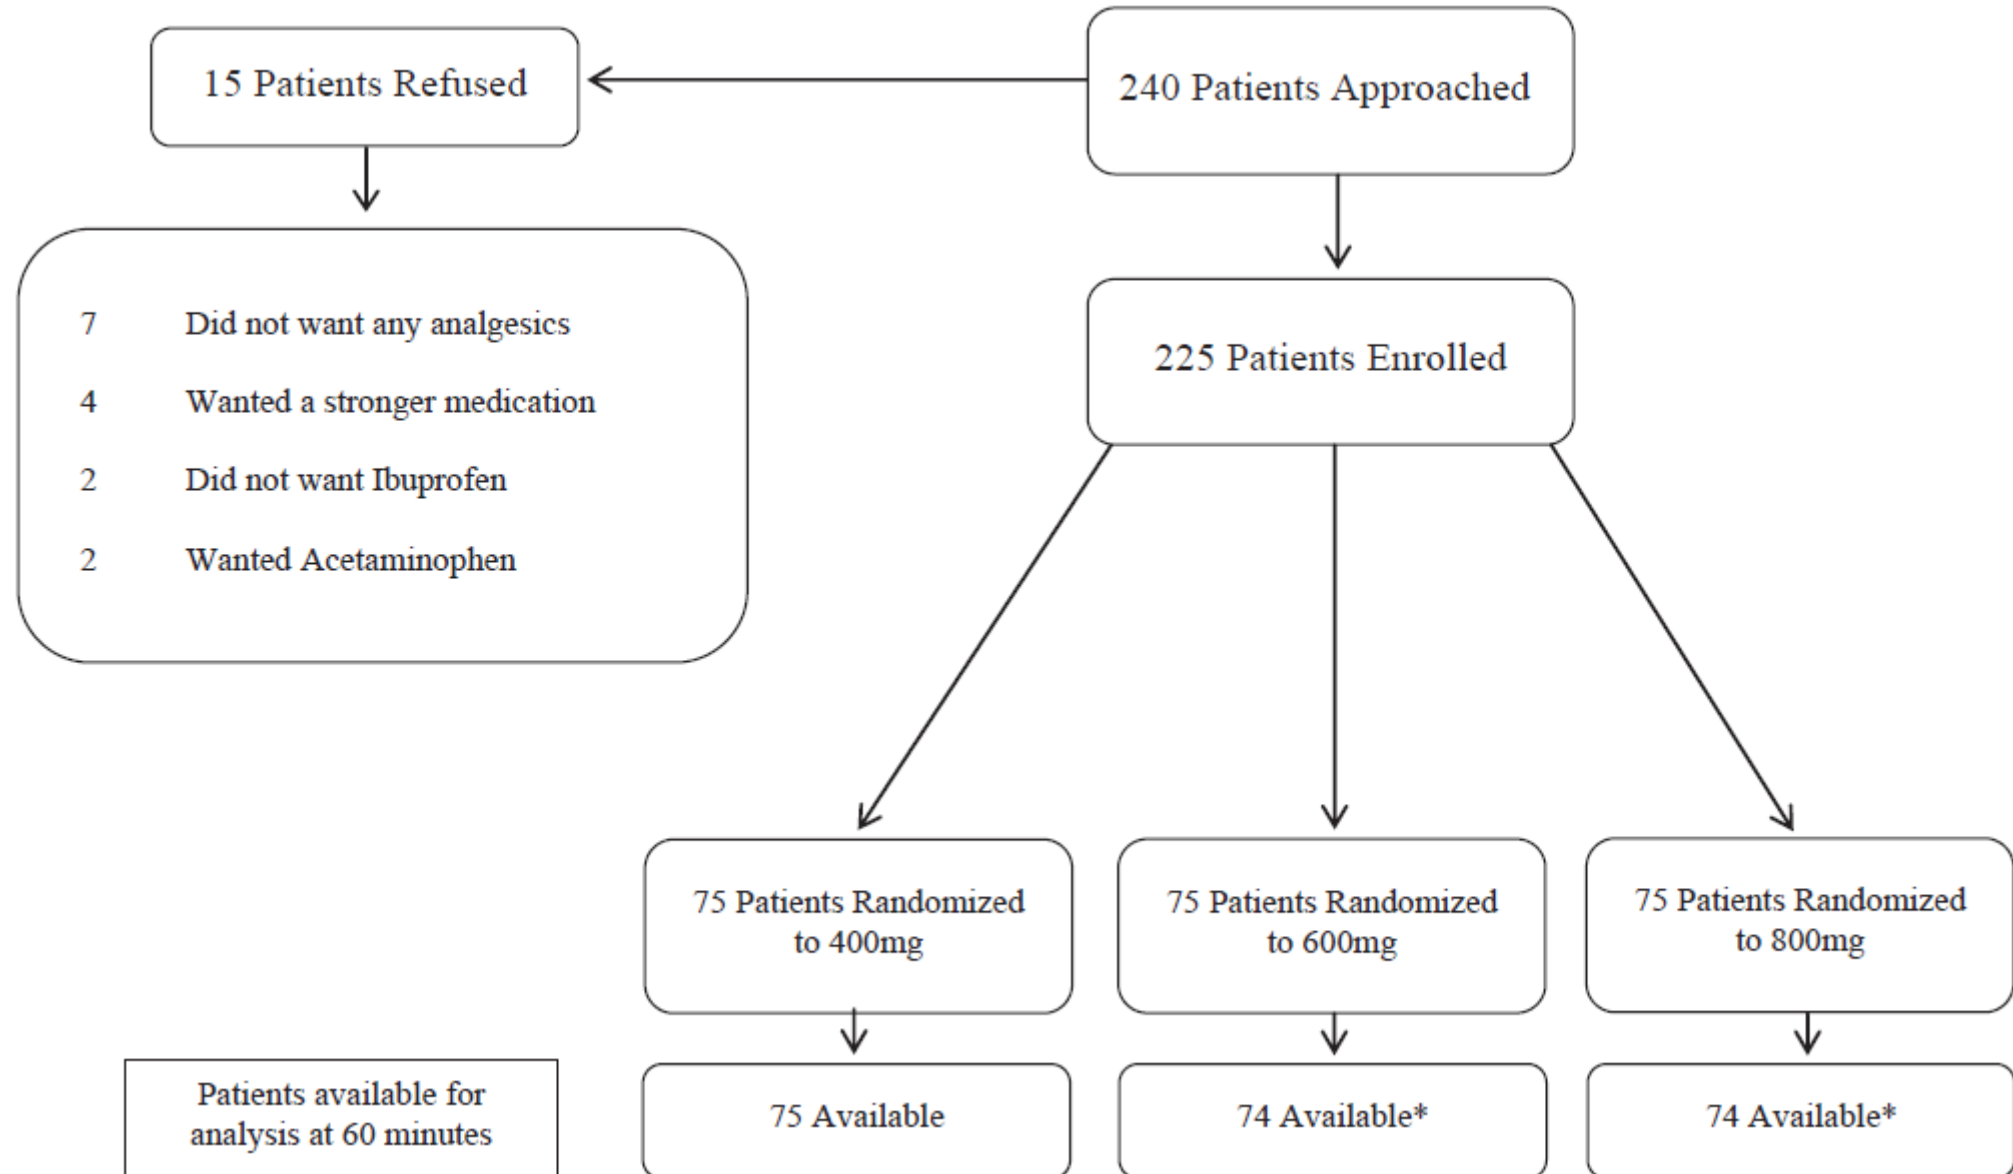 15 Patients Refused
240 Patients Approached
7 Did not want any analgesics
4 Wanted a stronger medication
2 Did not want Ibuprofen
2 Wanted Acetaminophen
225 Patients Enrolled
75 Patients Randomized
to 400mg
75 Patients Randomized
to 600mg
75 Patients Randomized
to 800mg
Patients available for
analysis at 60 minutes
75 Available
74 Available*
74 Available*